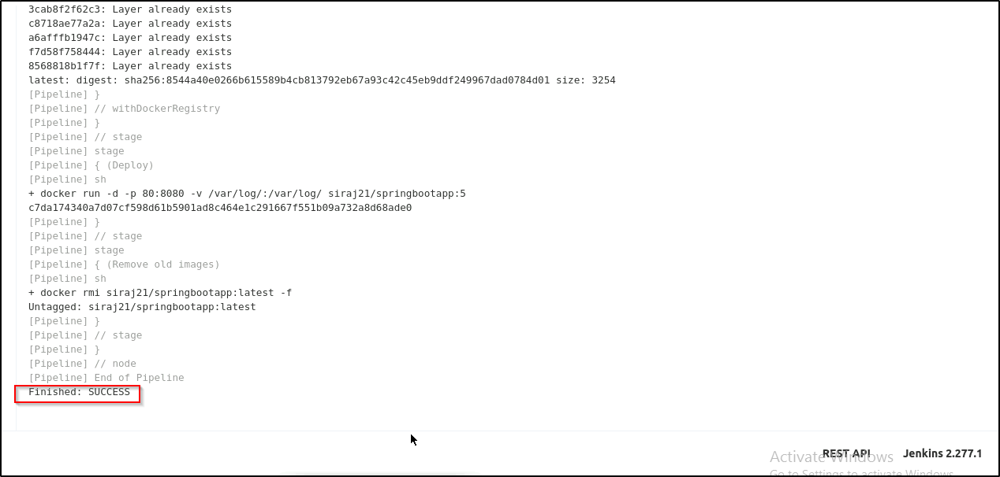 3cab8f2f62c3: Layer already exists
c8718ae77a2a: Layer already exists
a6afffb1947c: Layer already exists
f7d58f758444: Layer already exists
8568818b1f7f: Layer already exists
latest: digest: sha256:8544a40e0266b615589b4cb813792eb67a93c42c45eb9ddf249967dad0784d01 size: 3254
[Pipeline] }
[Pipeline] // withDockerRegistry
[Pipeline] }
[Pipeline] // stage
[Pipeline] stage
[Pipeline] { (Deploy)
[Pipeline] sh
+ docker run -d -p 80:8080 -v /var/log/:/var/log/ siraj21/springbootapp:5
c7da174340a7d07cf598d61b5901ad8c464e1c291667f551b09a732a8d68ade0
[Pipeline] }
[Pipeline] // stage
[Pipeline] stage
[Pipeline] { (Remove old images)
[Pipeline] sh
+ docker rmi siraj21/springbootapp:latest -f
Untagged: siraj21/springbootapp:latest
[Pipeline] }
[Pipeline] // stage
[Pipeline] }
[Pipeline] // node
[Pipeline] End of Pipeline
Finished: SUCCESS
REST API Jenkins 2.277.1
Activate Windows
Go to Settings to activate Windows.